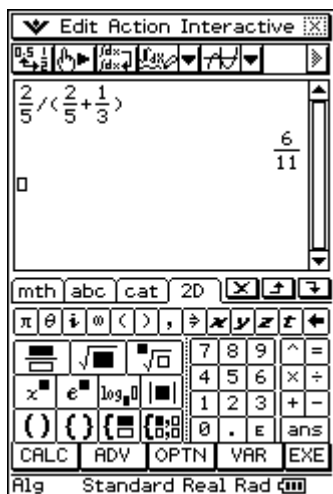 Edit Action Interactive
2/5/(2/5+1/3)
6/11
mth abc cat 2D
π θ i ∞ ( ) , ⇒ x y z t ←
√■ ■√□ 7 8 9 ^ =
x■ e■ log■□ |■| 4 5 6 × ÷
1 2 3 + -
( ) { } 0 . E ans
CALC ADV OPTN VAR EXE
Alg Standard Real Rad